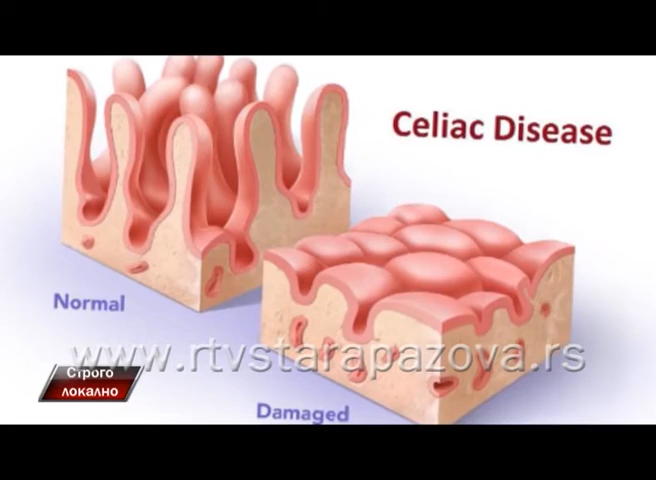 Celiac Disease
Normal
www.rtvstarapazova.rs
Строго
локално
Damaged